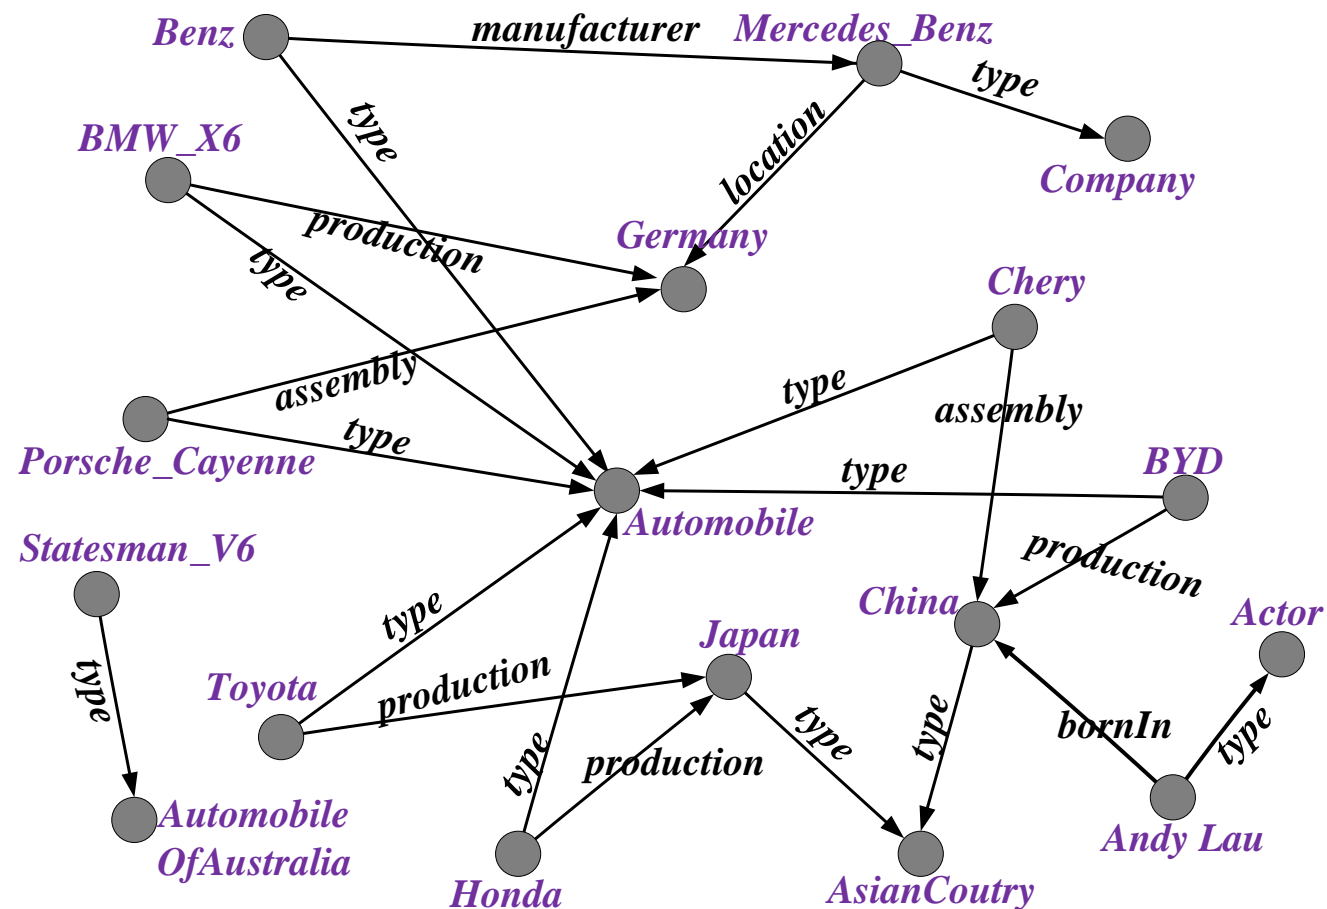 Benz
manufacturer
Mercedes_Benz
type
type
BMW_X6
location
Company
production
Germany
type
Chery
assembly
type
assembly
type
Porsche_Cayenne
type
BYD
Automobile
Statesman_V6
production
China
Actor
type
Japan
type
Toyota
production
type
type
bornIn
type
type
production
Automobile
OfAustralia
Andy Lau
Honda
AsianCoutry